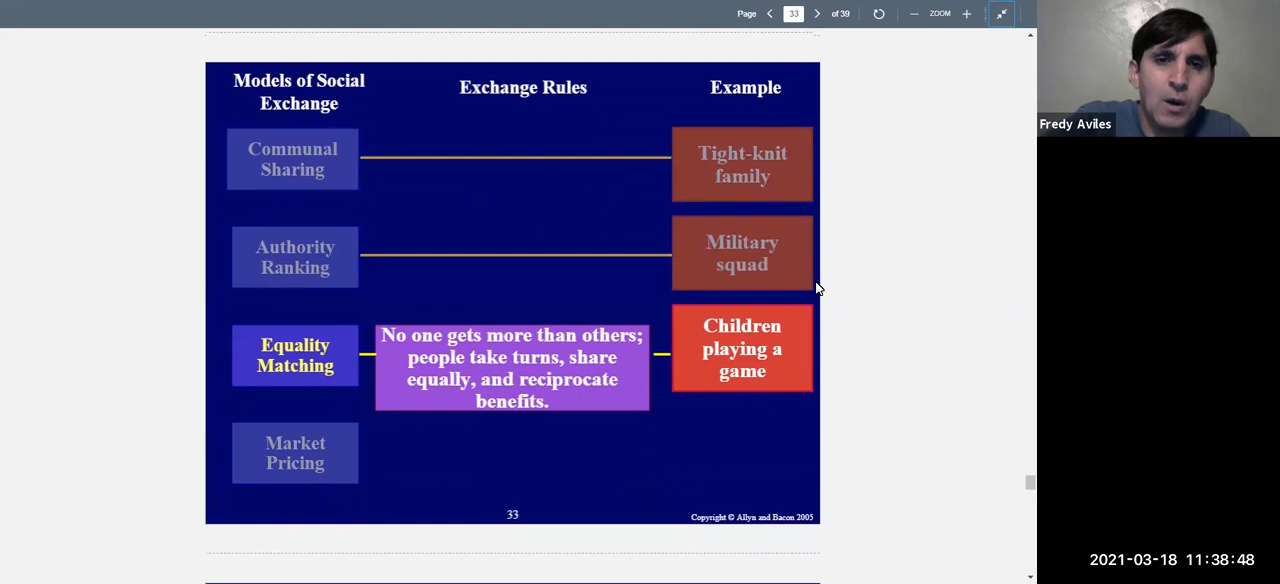 Page 33 of 39 ZOOM
Models of Social
Exchange
Exchange Rules
Example
Communal
Sharing
Tight-knit
family
Authority
Ranking
Military
squad
Equality
Matching
No one gets more than others;
people take turns, share
equally, and reciprocate
benefits.
Children
playing a
game
Market
Pricing
33
Copyright © Allyn and Bacon 2005
Fredy Aviles
2021-03-18 11:38:48